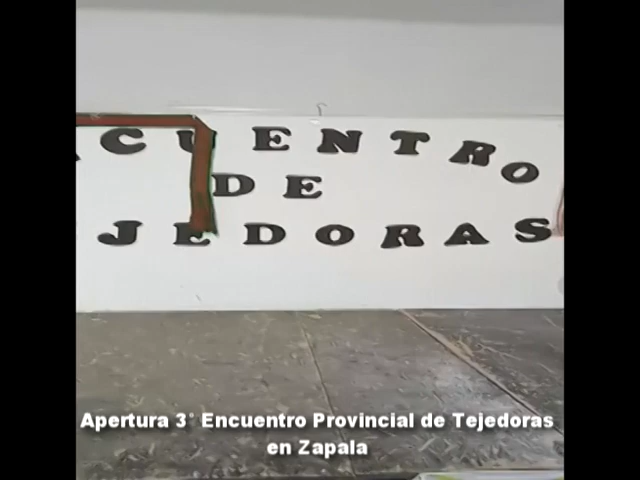 CUENTRO
DE
JEDORAS
Apertura 3° Encuentro Provincial de Tejedoras
en Zapala